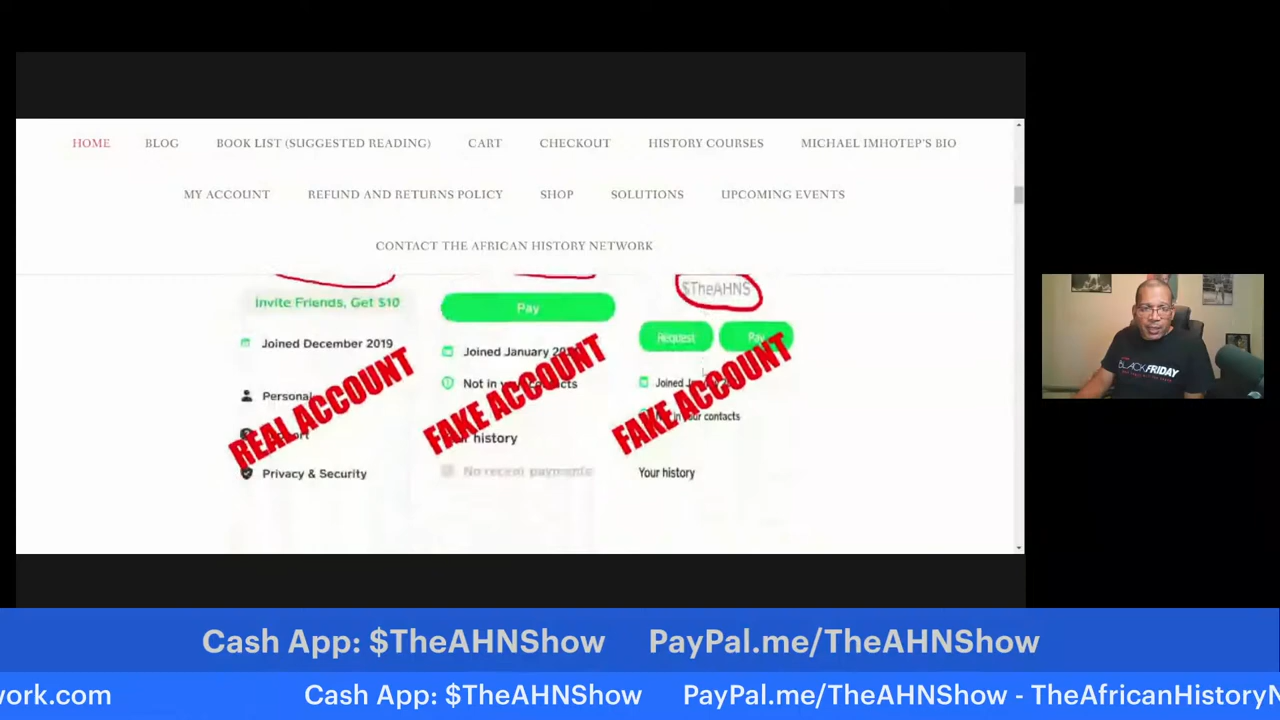 HOME BLOG BOOK LIST (SUGGESTED READING) CART CHECKOUT HISTORY COURSES MICHAEL IMHOTEP'S BIO
MY ACCOUNT REFUND AND RETURNS POLICY SHOP SOLUTIONS UPCOMING EVENTS
CONTACT THE AFRICAN HISTORY NETWORK
Invite Friends, Get $10
Joined December 2019
Personal
Privacy & Security
REAL ACCOUNT
Pay
Joined January
Not in your contacts
history
No recent payments
FAKE ACCOUNT
$TheAHNS
Request Pay
Joined
in your contacts
Your history
FAKE ACCOUNT
BLACKFRIDAY
Cash App: $TheAHNShow PayPal.me/TheAHNShow
work.com Cash App: $TheAHNShow PayPal.me/TheAHNShow - TheAfricanHistoryN